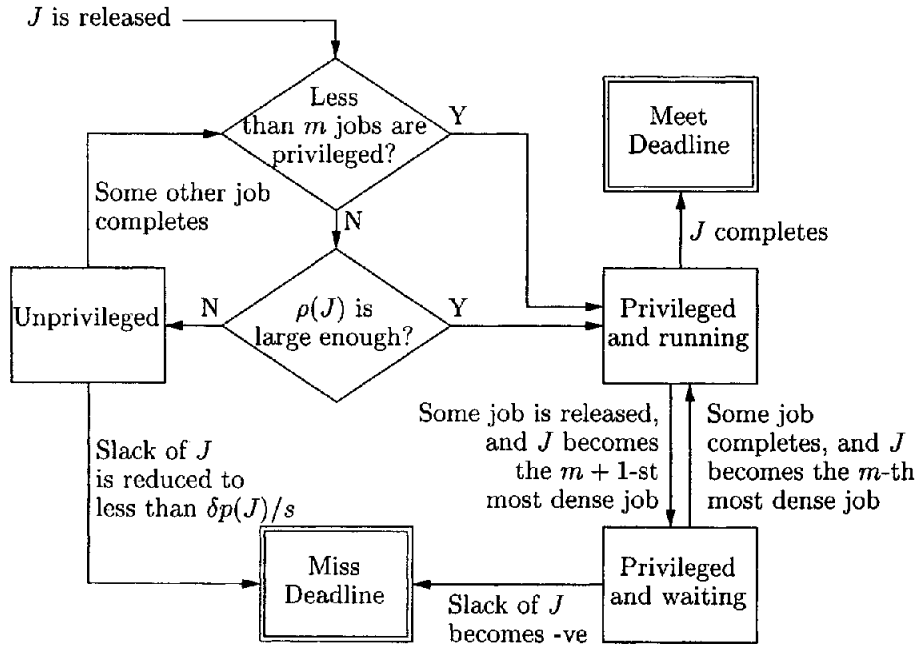 J is released
Less
than m jobs are
privileged?
Y
Meet
Deadline
Some other job
completes
N
J completes
Unprivileged
N
ρ(J) is
large enough?
Y
Privileged
and running
Some job is released,
and J becomes
the m + 1-st
most dense job
Some job
completes, and J
becomes the m-th
most dense job
Slack of J
is reduced to
less than δp(J)/s
Miss
Deadline
Slack of J
becomes -ve
Privileged
and waiting